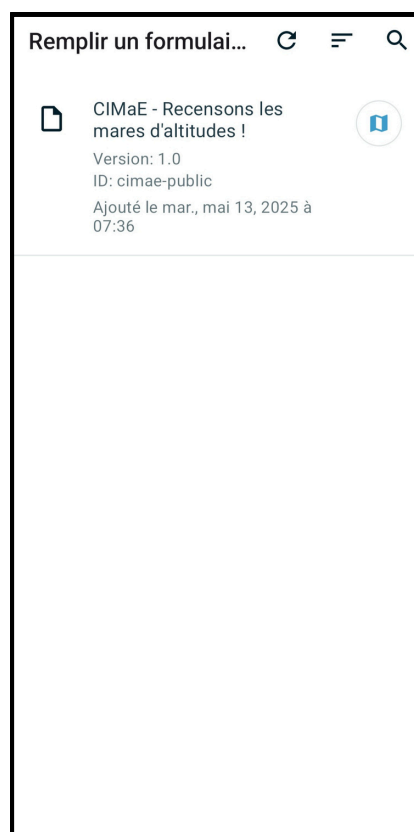 Remplir un formulai...
CIMaE - Recensons les
mares d'altitudes !
Version: 1.0
ID: cimae-public
Ajouté le mar., mai 13, 2025 à
07:36